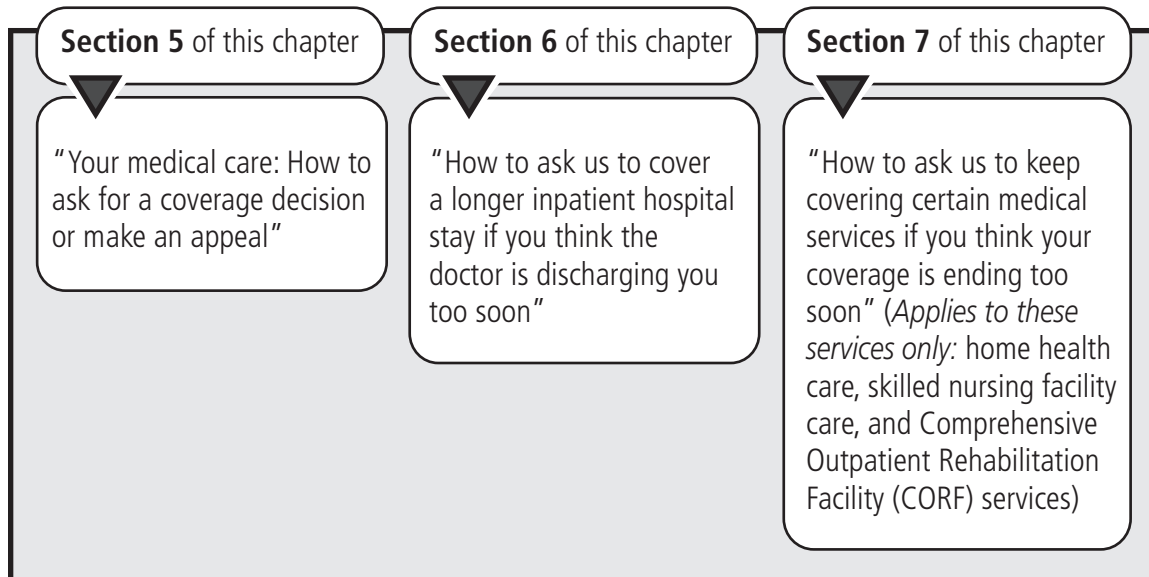 Section 5 of this chapter
"Your medical care: How to
ask for a coverage decision
or make an appeal"
Section 6 of this chapter
"How to ask us to cover
a longer inpatient hospital
stay if you think the
doctor is discharging you
too soon"
Section 7 of this chapter
"How to ask us to keep
covering certain medical
services if you think your
coverage is ending too
soon" (Applies to these
services only: home health
care, skilled nursing facility
care, and Comprehensive
Outpatient Rehabilitation
Facility (CORF) services)